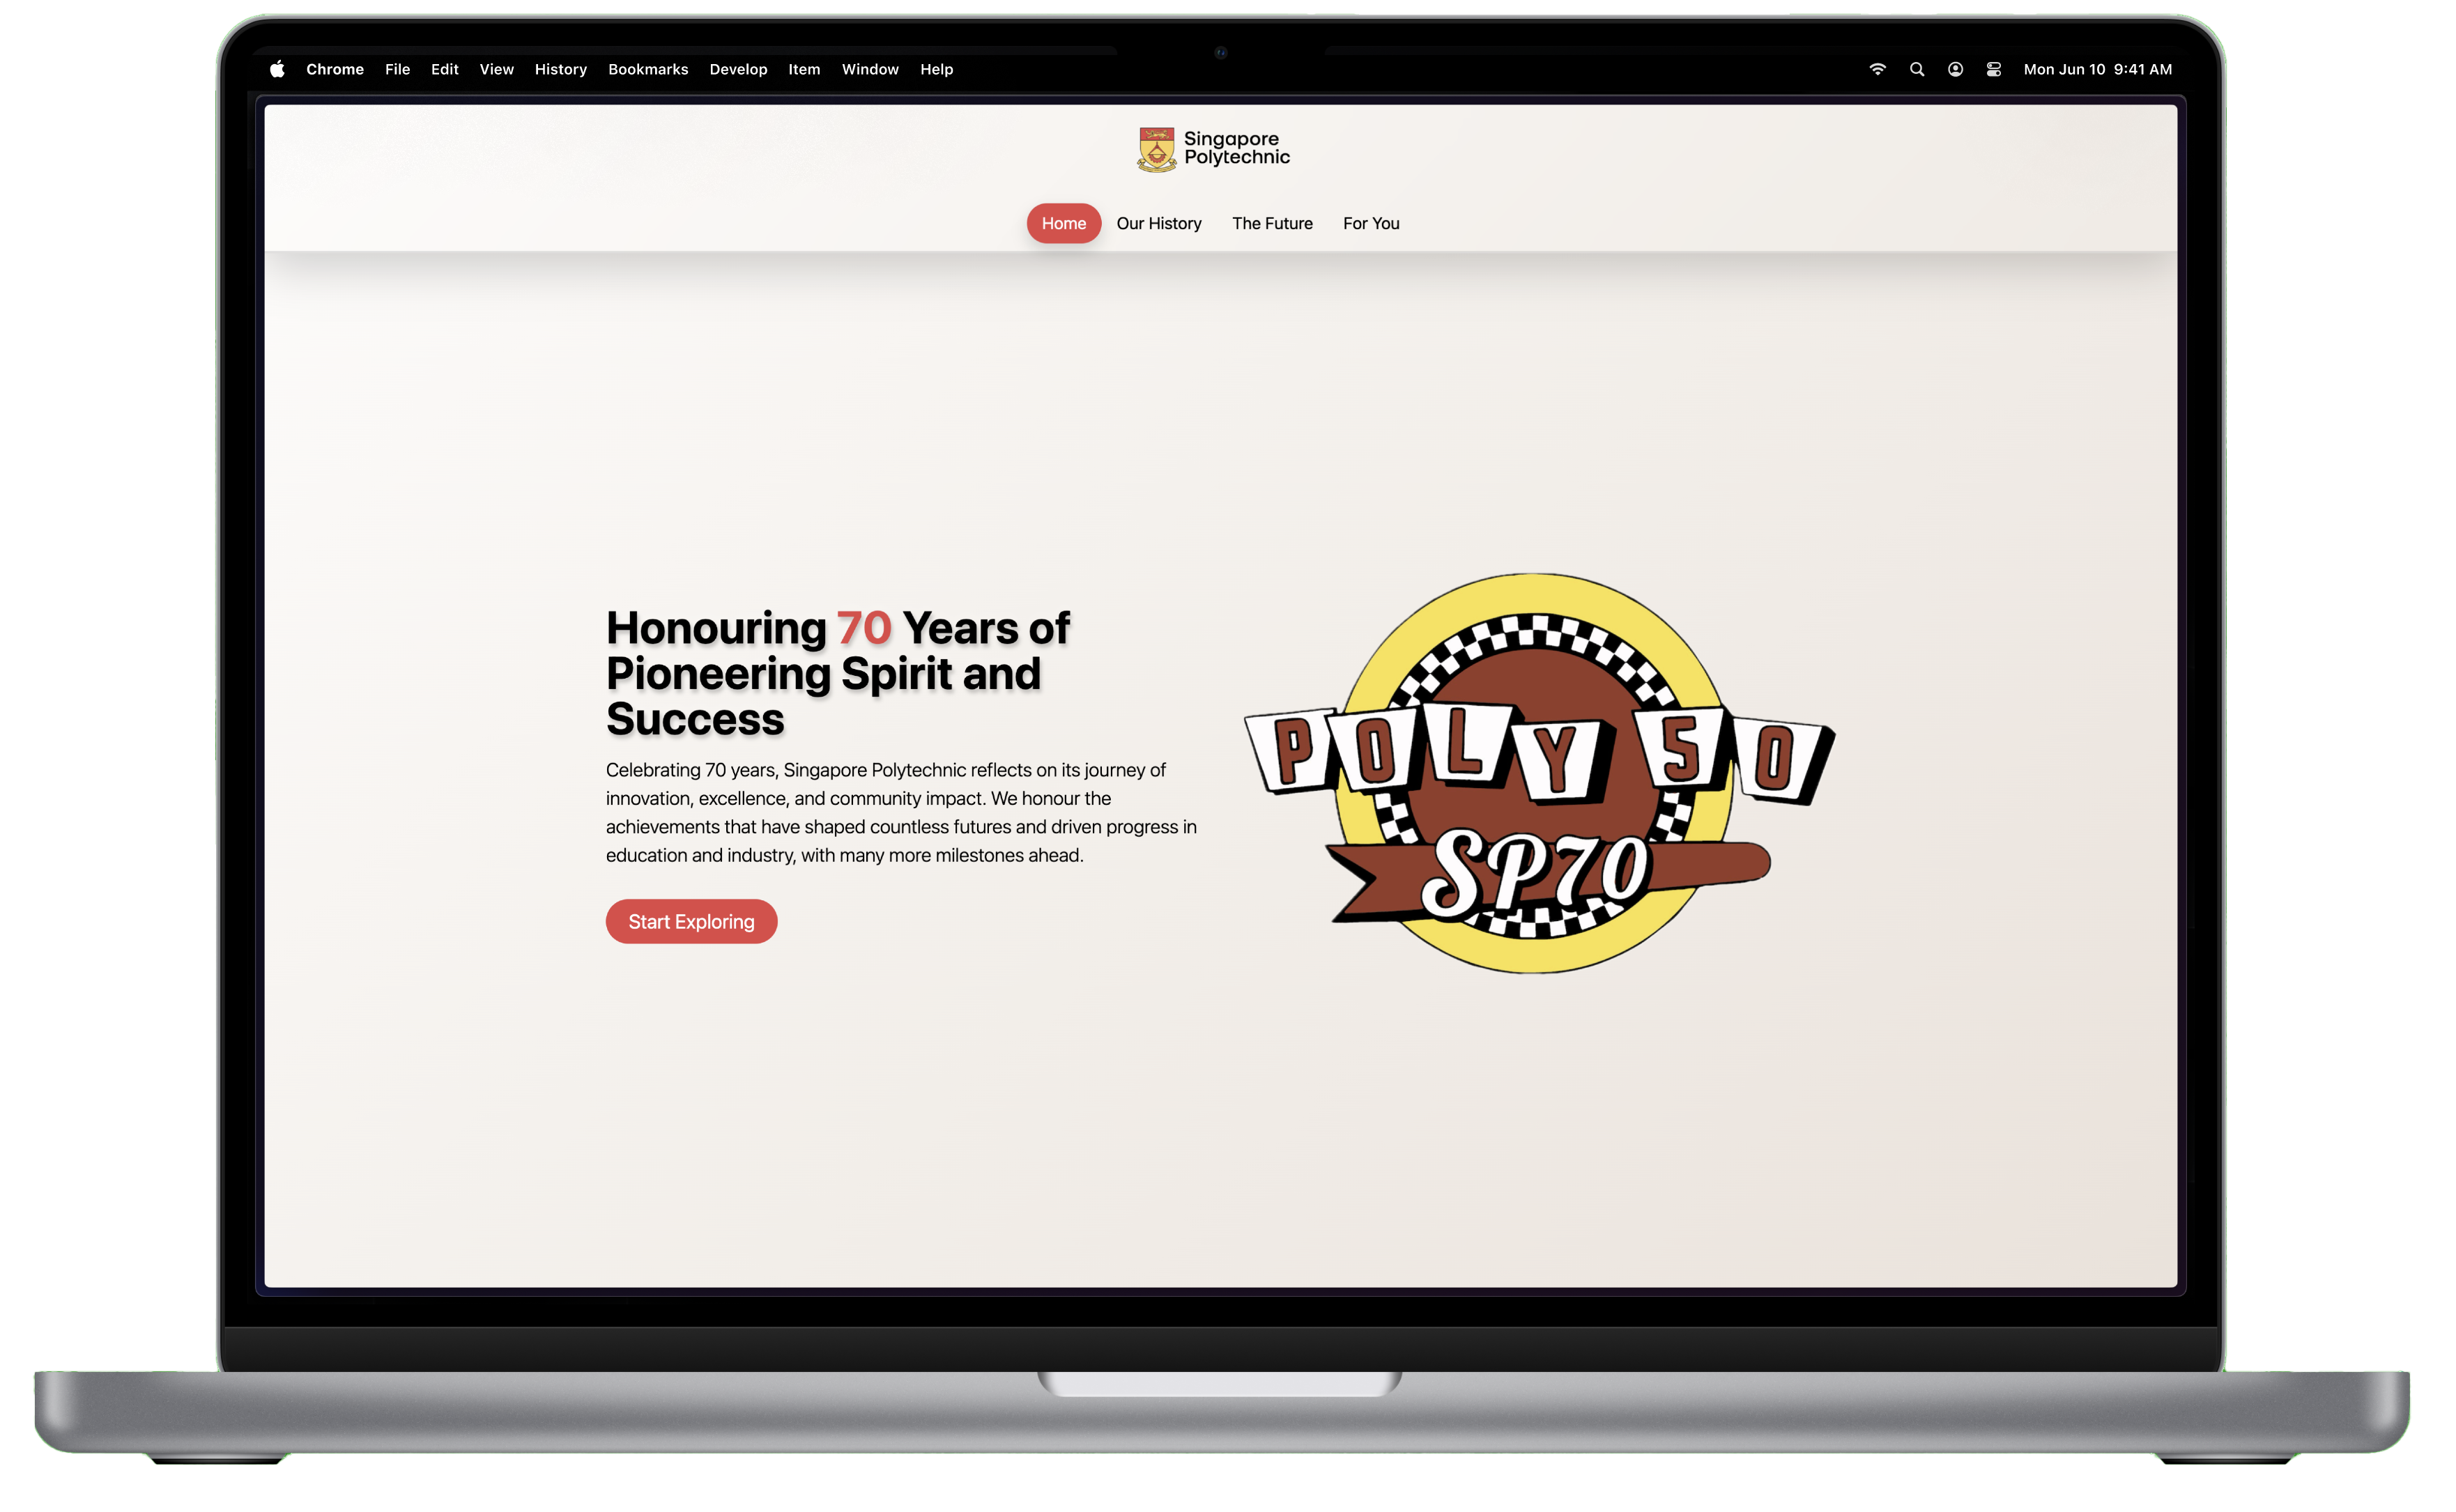 Chrome File Edit View History Bookmarks Develop Item Window Help Mon Jun 10 9:41 AM
Singapore
Polytechnic
Home Our History The Future For You
Honouring 70 Years of
Pioneering Spirit and
Success
Celebrating 70 years, Singapore Polytechnic reflects on its journey of
innovation, excellence, and community impact. We honour the
achievements that have shaped countless futures and driven progress in
education and industry, with many more milestones ahead.
Start Exploring
POLY 50
SP70